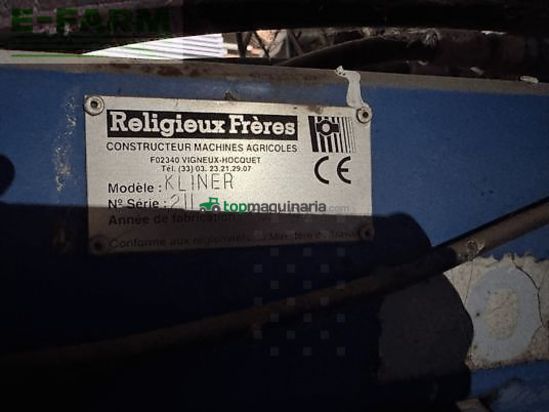 E-FARM
Religieux Frères
CONSTRUCTEUR MACHINES AGRICOLES
F02340 VIGNEUX-HOCQUET
Tél. (33) 03.23.21.29.07
Modèle : KLINER
N° Série : 211
topmaquinaria.com
Année de fabrication
Conforme aux
CE